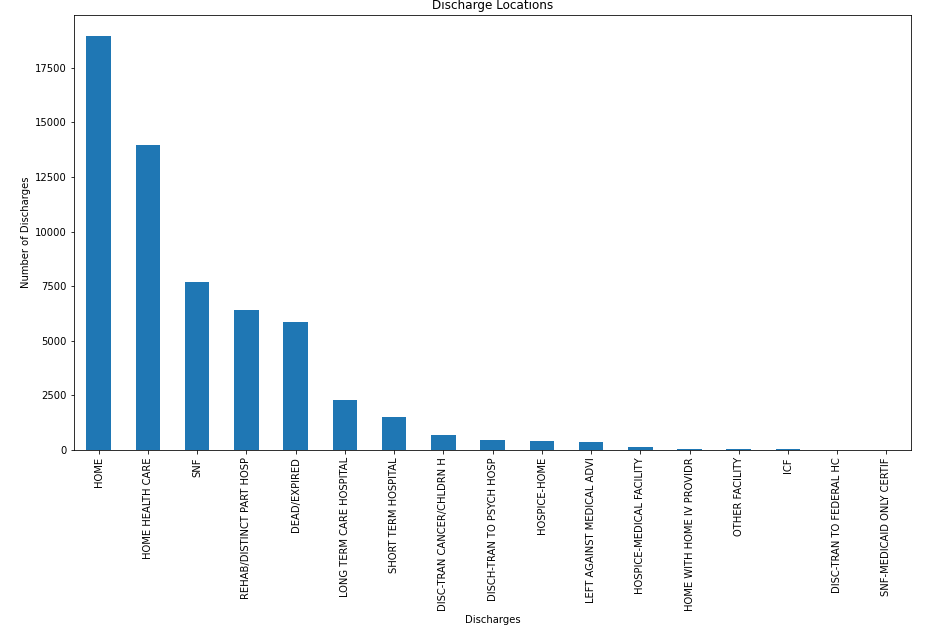 Discharge Locations
Number of Discharges
17500
15000
12500
10000
7500
5000
2500
0
HOME
HOME HEALTH CARE
SNF
REHAB/DISTINCT PART HOSP
DEAD/EXPIRED
LONG TERM CARE HOSPITAL
SHORT TERM HOSPITAL
DISC-TRAN CANCER/CHLDRN H
DISCH-TRAN TO PSYCH HOSP
HOSPICE-HOME
LEFT AGAINST MEDICAL ADVI
HOSPICE-MEDICAL FACILITY
HOME WITH HOME IV PROVIDR
OTHER FACILITY
ICF
DISC-TRAN TO FEDERAL HC
SNF-MEDICAID ONLY CERTIF
Discharges